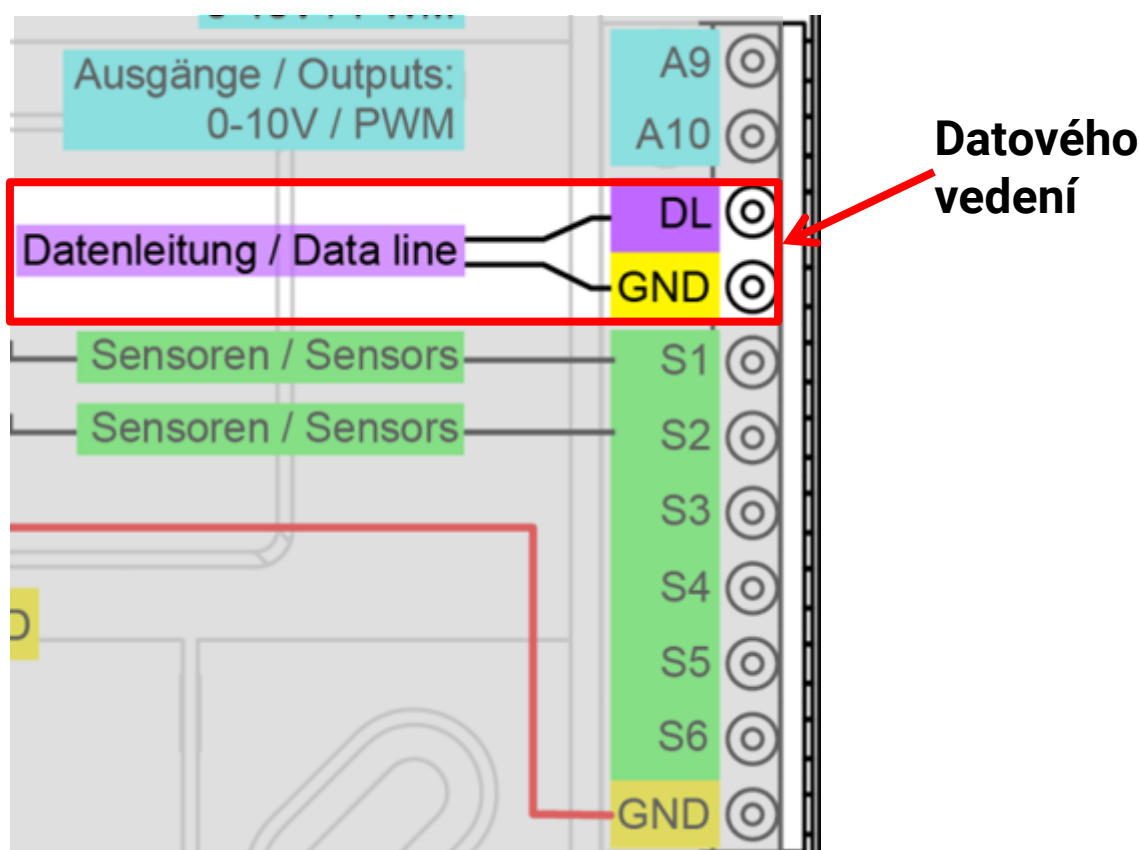 Ausgänge / Outputs:
0-10V / PWM
A9
A10
Datového
vedení
DL
Datenleitung / Data line
GND
Sensoren / Sensors
S1
Sensoren / Sensors
S2
S3
S4
S5
S6
GND